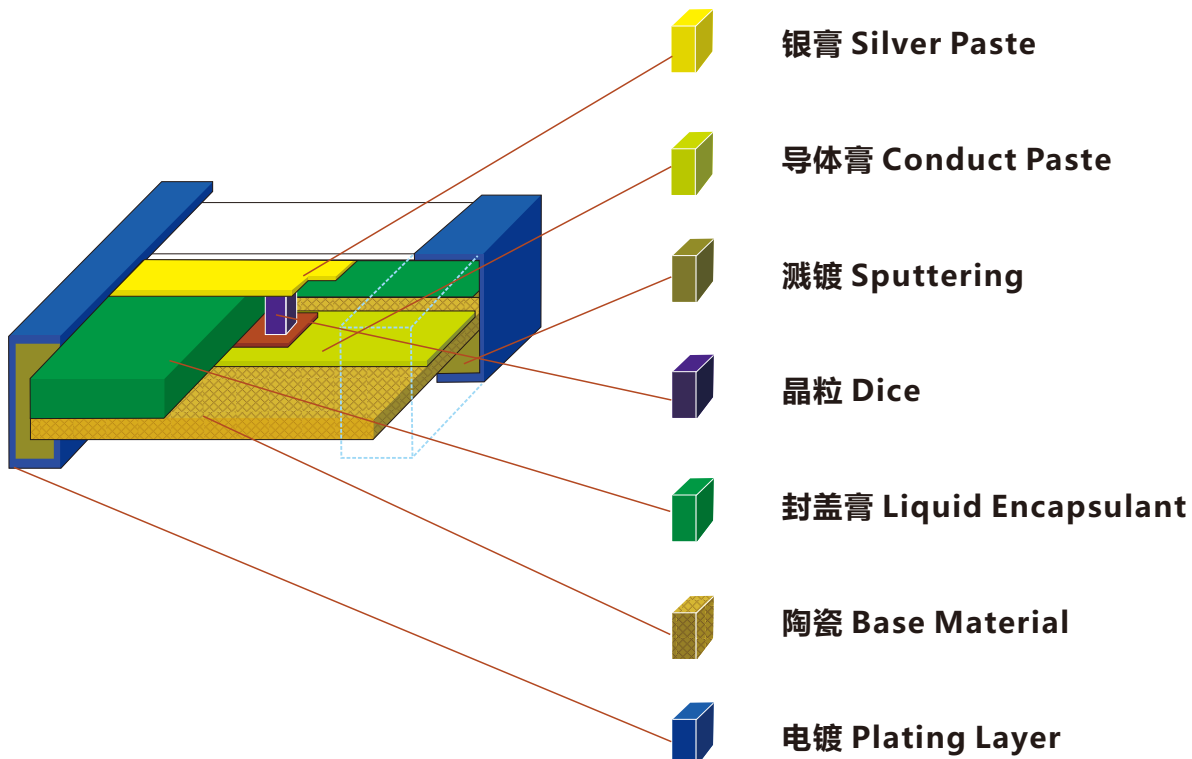 银膏 Silver Paste
导体膏 Conduct Paste
溅镀 Sputtering
晶粒 Dice
封盖膏 Liquid Encapsulant
陶瓷 Base Material
电镀 Plating Layer